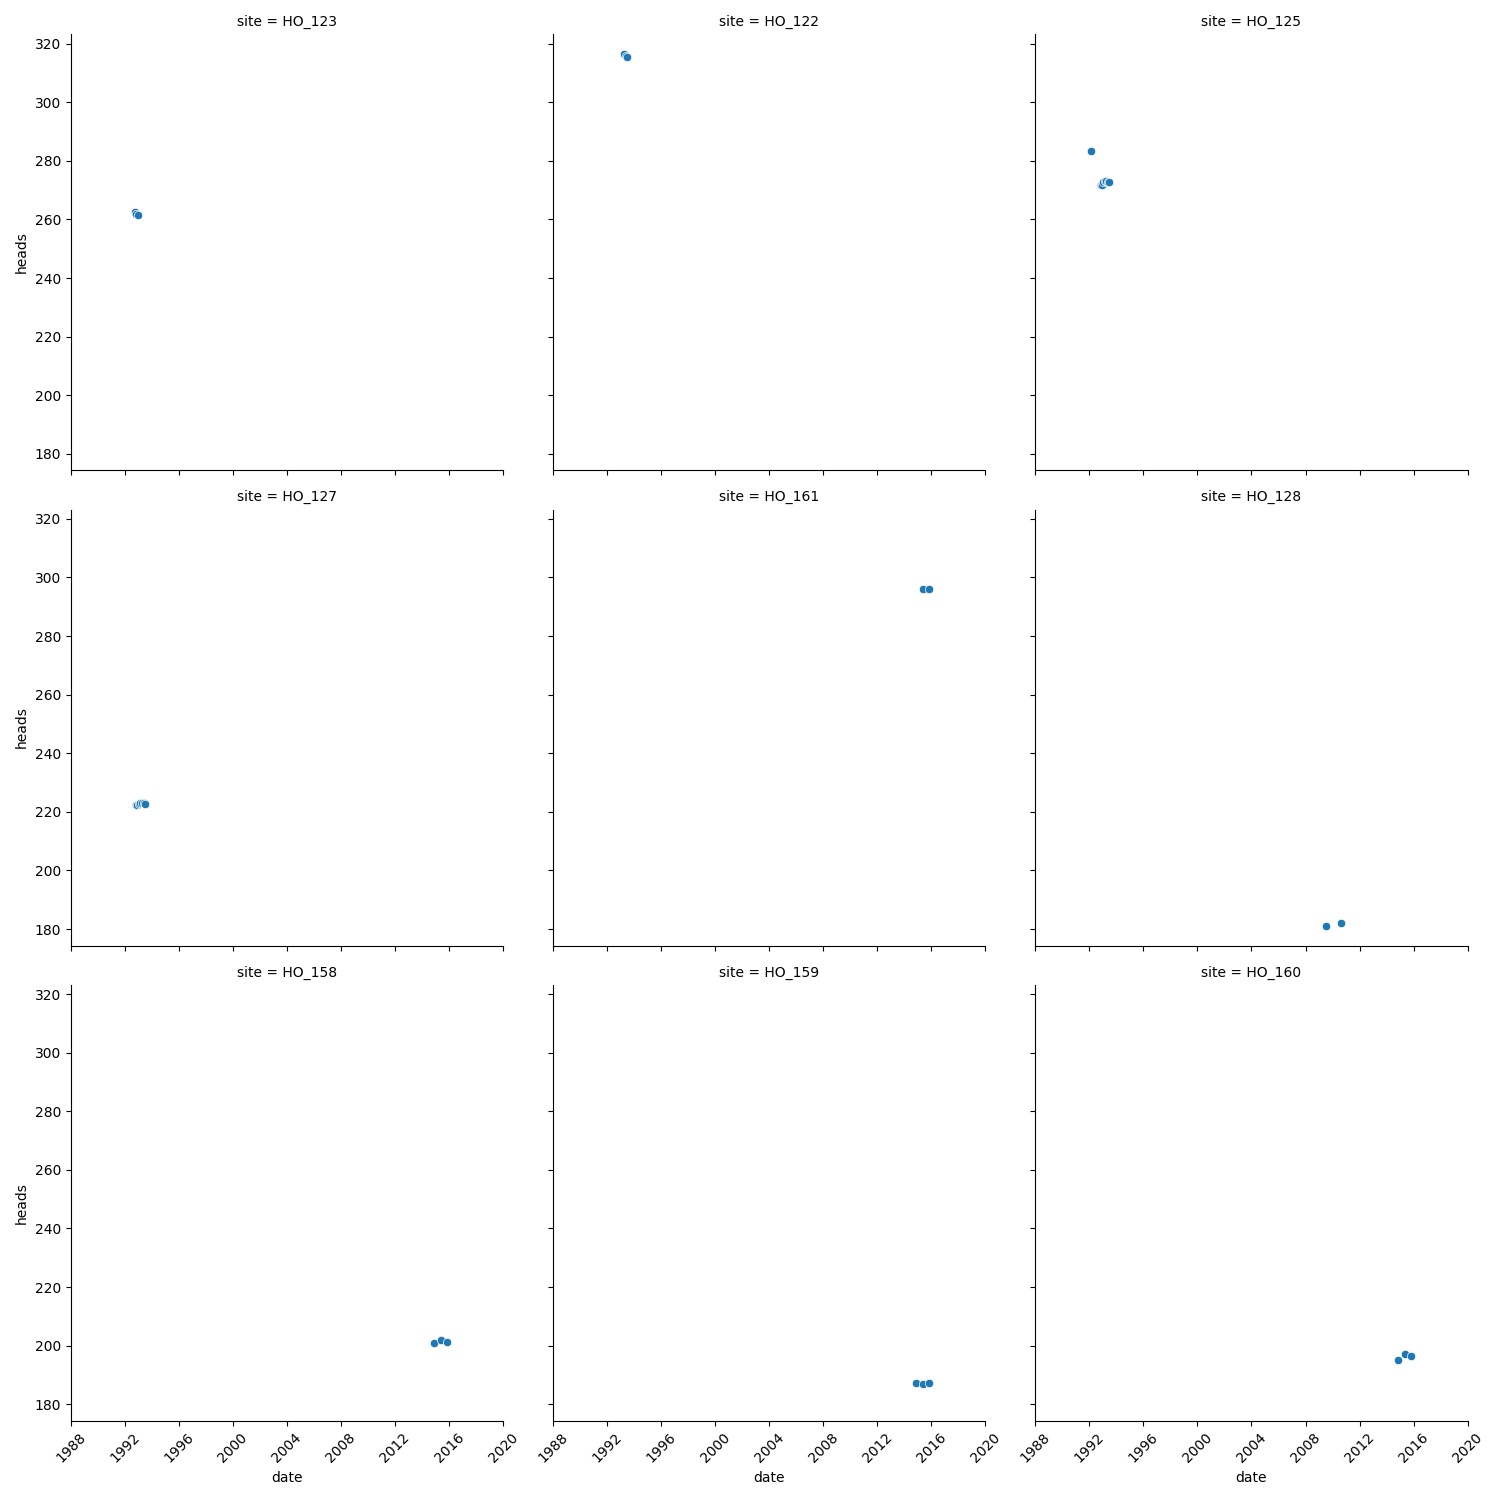 site = HO_123
site = HO_122
site = HO_125
320
300
280
260
240
220
200
180
heads
site = HO_127
site = HO_161
site = HO_128
320
300
280
260
240
220
200
180
heads
site = HO_158
site = HO_159
site = HO_160
320
300
280
260
240
220
200
180
heads
1988 1992 1996 2000 2004 2008 2012 2016 2020
date
1988 1992 1996 2000 2004 2008 2012 2016 2020
date
1988 1992 1996 2000 2004 2008 2012 2016 2020
date